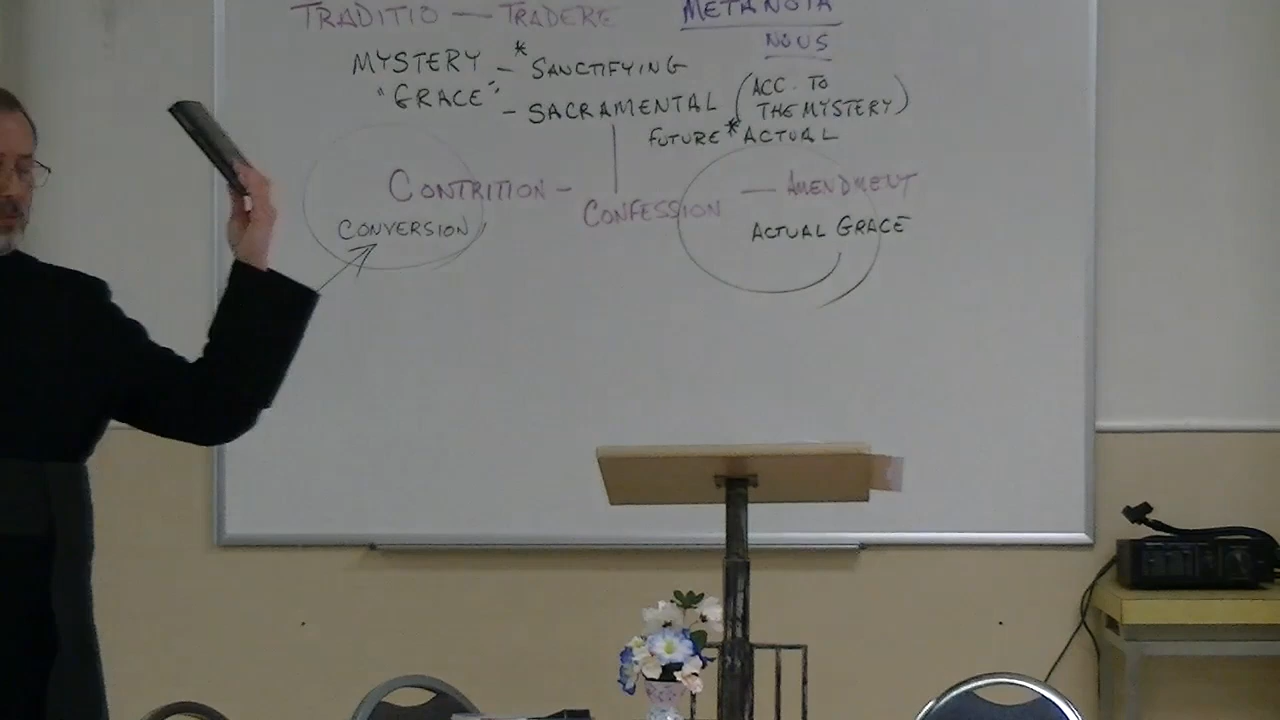 TRADITIO — TRADERE
METANOIA
NOUS
MYSTERY - * SANCTIFYING
"GRACE" - SACRAMENTAL (ACC. TO THE MYSTERY)
FUTURE * ACTUAL
CONTRITION - CONFESSION — AMENDMENT
CONVERSION
ACTUAL GRACE